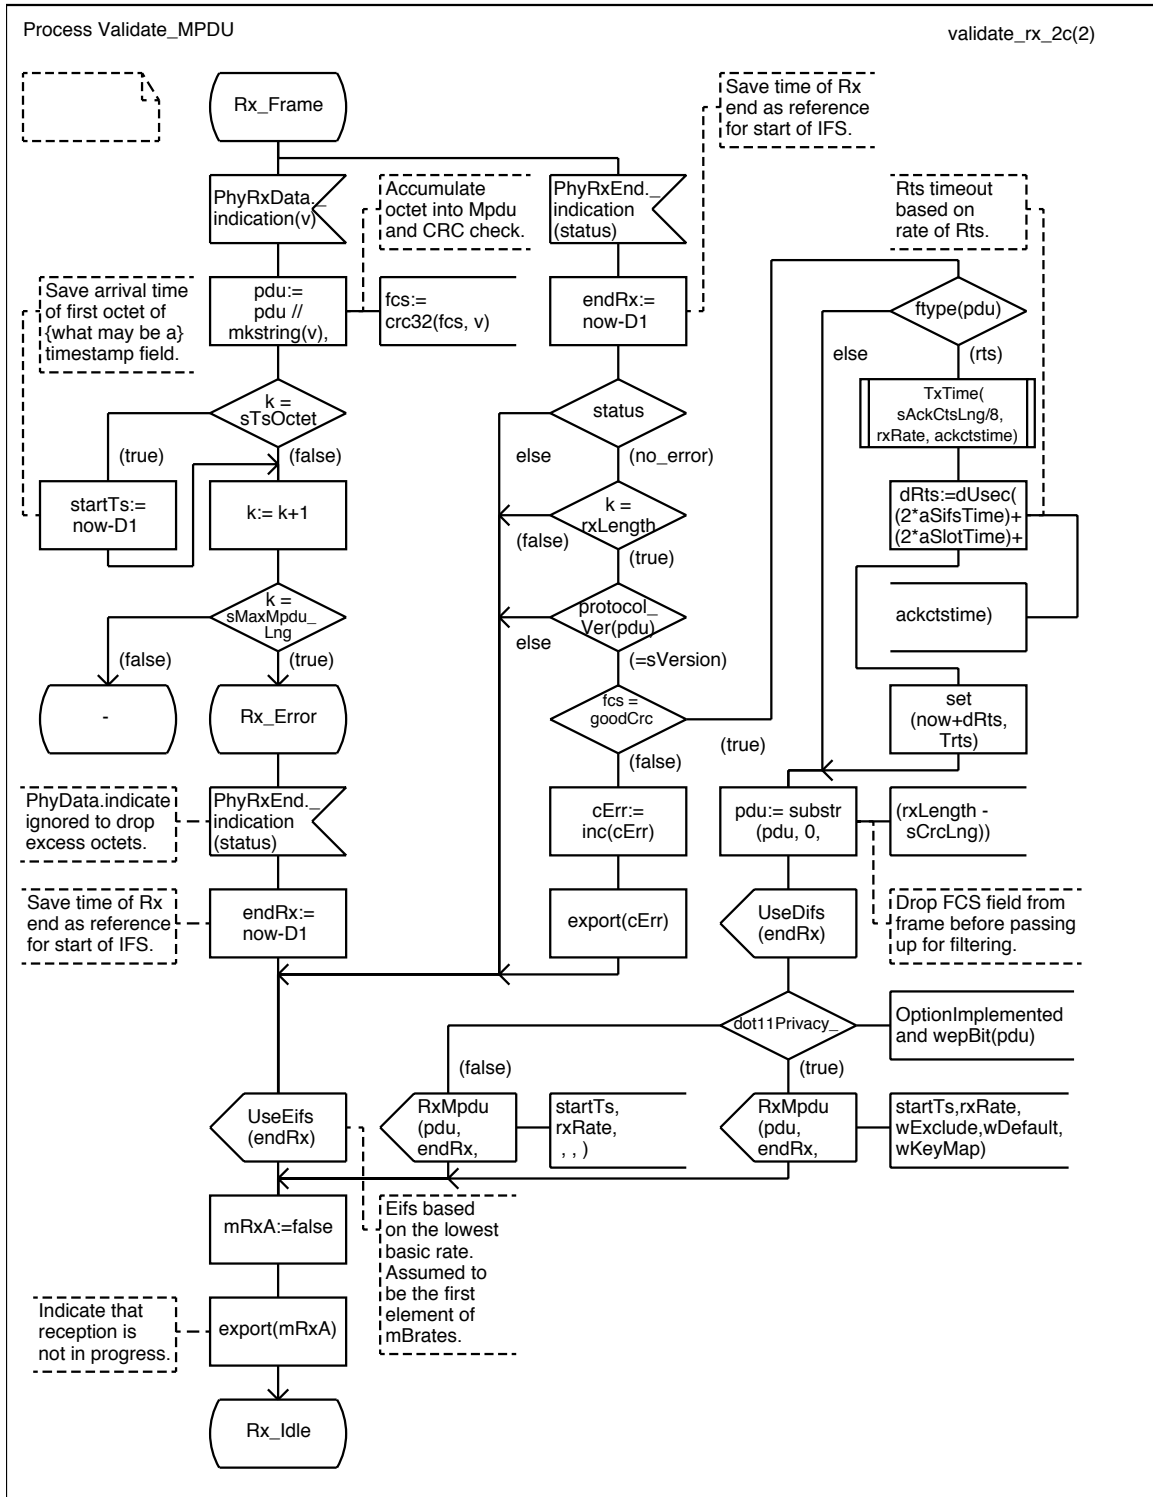 Process Validate_MPDU
validate_rx_2c(2)
Rx_Frame
Save time of Rx
end as reference
for start of IFS.
PhyRxData._
indication(v)
Accumulate
octet into Mpdu
and CRC check.
PhyRxEnd._
indication
(status)
Rts timeout
based on
rate of Rts.
Save arrival time
of first octet of
{what may be a}
timestamp field.
pdu:=
pdu //
mkstring(v),
fcs:=
crc32(fcs, v)
endRx:=
now-D1
ftype(pdu)
else
(rts)
k =
sTsOctet
status
TxTime(
sAckCtsLng/8,
rxRate, ackctstime)
(true)
(false)
else
(no_error)
startTs:=
now-D1
k:= k+1
k =
rxLength
(false)
(true)
dRts:=dUsec(
(2*aSifsTime)+
(2*aSlotTime)+
k =
sMaxMpdu_
Lng
protocol_
Ver(pdu)
else
(=sVersion)
ackctstime)
(false)
(true)
-
Rx_Error
fcs =
goodCrc
(true)
(false)
set
(now+dRts,
Trts)
PhyData.indicate
ignored to drop
excess octets.
PhyRxEnd._
indication
(status)
cErr:=
inc(cErr)
pdu:= substr
(pdu, 0,
(rxLength -
sCrcLng))
Save time of Rx
end as reference
for start of IFS.
endRx:=
now-D1
export(cErr)
UseDifs
(endRx)
Drop FCS field from
frame before passing
up for filtering.
dot11Privacy_
OptionImplemented
and wepBit(pdu)
(false)
(true)
UseEifs
(endRx)
RxMpdu
(pdu,
endRx,
startTs,
rxRate,
, , )
RxMpdu
(pdu,
endRx,
startTs,rxRate,
wExclude,wDefault,
wKeyMap)
mRxA:=false
Eifs based
on the lowest
basic rate.
Assumed to
be the first
element of
mBrates.
Indicate that
reception is
not in progress.
export(mRxA)
Rx_Idle